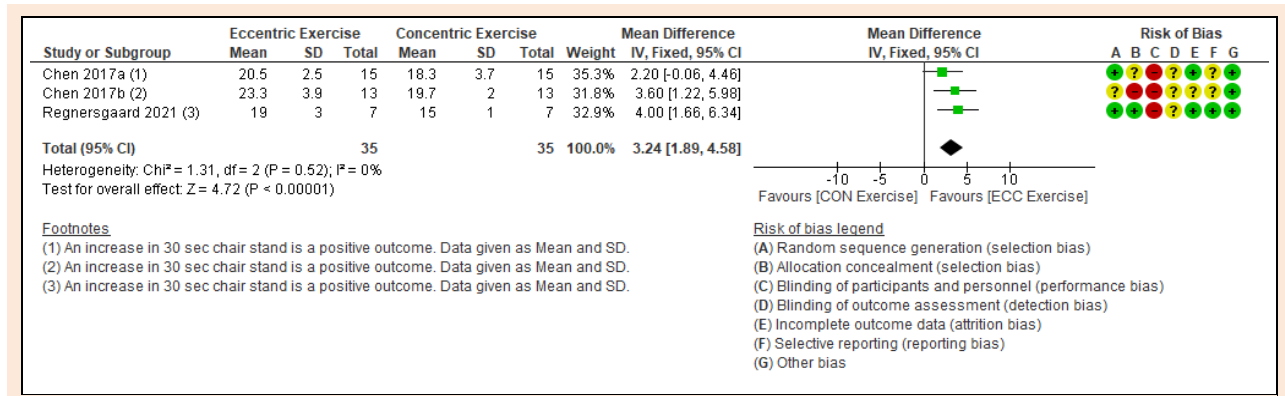 Eccentric Exercise Concentric Exercise Mean Difference Mean Difference Risk of Bias
Study or Subgroup Mean SD Total Mean SD Total Weight IV, Fixed, 95% CI IV, Fixed, 95% CI A B C D E F G
Chen 2017a (1) 20.5 2.5 15 18.3 3.7 15 35.3% 2.20 [-0.06, 4.46] + ? - ? + ? +
Chen 2017b (2) 23.3 3.9 13 19.7 2 13 31.8% 3.60 [1.22, 5.98] ? - - ? ? ? +
Regnersgaard 2021 (3) 19 3 7 15 1 7 32.9% 4.00 [1.66, 6.34] + + - ? + + +
Total (95% CI) 35 35 100.0% 3.24 [1.89, 4.58]
Heterogeneity: Chi² = 1.31, df = 2 (P = 0.52); I² = 0%
Test for overall effect: Z = 4.72 (P < 0.00001)
-10 -5 0 5 10
Favours [CON Exercise] Favours [ECC Exercise]
Footnotes
(1) An increase in 30 sec chair stand is a positive outcome. Data given as Mean and SD.
(2) An increase in 30 sec chair stand is a positive outcome. Data given as Mean and SD.
(3) An increase in 30 sec chair stand is a positive outcome. Data given as Mean and SD.
Risk of bias legend
(A) Random sequence generation (selection bias)
(B) Allocation concealment (selection bias)
(C) Blinding of participants and personnel (performance bias)
(D) Blinding of outcome assessment (detection bias)
(E) Incomplete outcome data (attrition bias)
(F) Selective reporting (reporting bias)
(G) Other bias